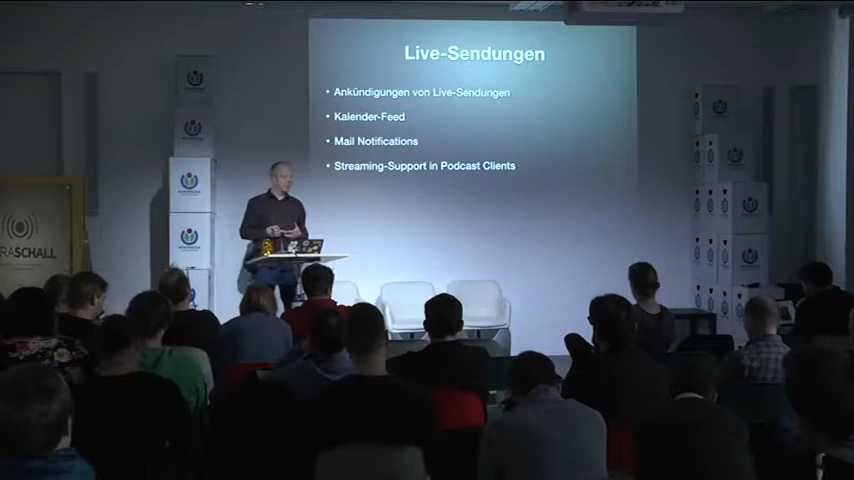 Live-Sendungen
• Ankündigungen von Live-Sendungen
• Kalender-Feed
• Mail Notifications
• Streaming-Support in Podcast Clients
RASCHALL